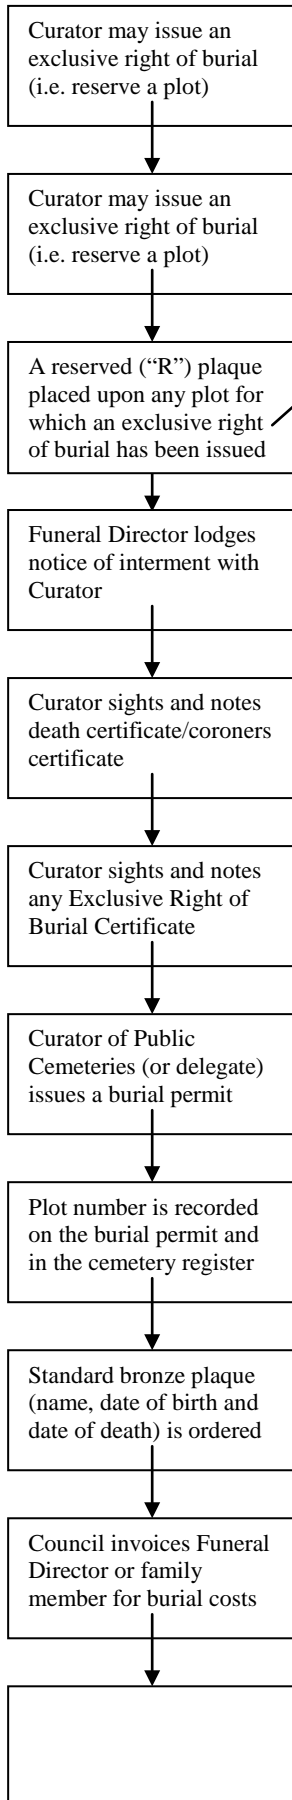 Curator may issue an
exclusive right of burial
(i.e. reserve a plot)
Curator may issue an
exclusive right of burial
(i.e. reserve a plot)
A reserved (“R”) plaque
placed upon any plot for
which an exclusive right
of burial has been issued
Funeral Director lodges
notice of interment with
Curator
Curator sights and notes
death certificate/coroners
certificate
Curator sights and notes
any Exclusive Right of
Burial Certificate
Curator of Public
Cemeteries (or delegate)
issues a burial permit
Plot number is recorded
on the burial permit and
in the cemetery register
Standard bronze plaque
(name, date of birth and
date of death) is ordered
Council invoices Funeral
Director or family
member for burial costs